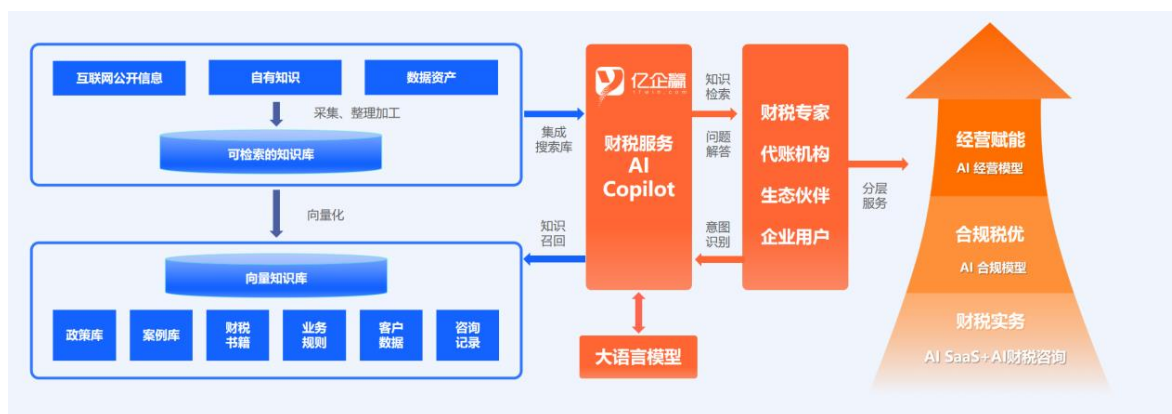 互联网公开信息
自有知识
数据资产
采集、整理加工
可检索的知识库
向量化
向量知识库
政策库
案例库
财税
书籍
业务
规则
客户
数据
咨询
记录
集成
搜索库
知识
召回
亿企赢
17win.com
财税服务
AI
Copilot
大语言模型
知识
检索
问题
解答
意图
识别
财税专家
代账机构
生态伙伴
企业用户
分层
服务
经营赋能
AI 经营模型
合规税优
AI 合规模型
财税实务
AI SaaS+AI财税咨询